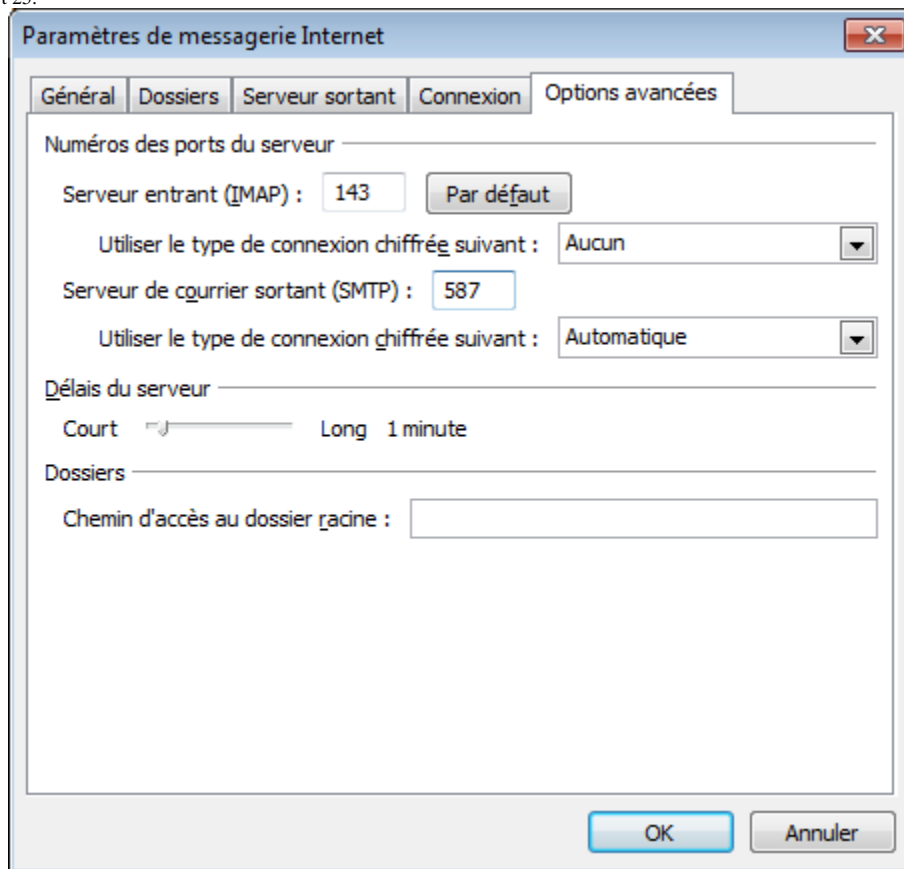 t 25.
Paramètres de messagerie Internet
Général Dossiers Serveur sortant Connexion Options avancées
Numéros des ports du serveur
Serveur entrant (IMAP) : 143 Par défaut
Utiliser le type de connexion chiffrée suivant : Aucun
Serveur de courrier sortant (SMTP) : 587
Utiliser le type de connexion chiffrée suivant : Automatique
Délais du serveur
Court Long 1 minute
Dossiers
Chemin d'accès au dossier racine :
OK Annuler